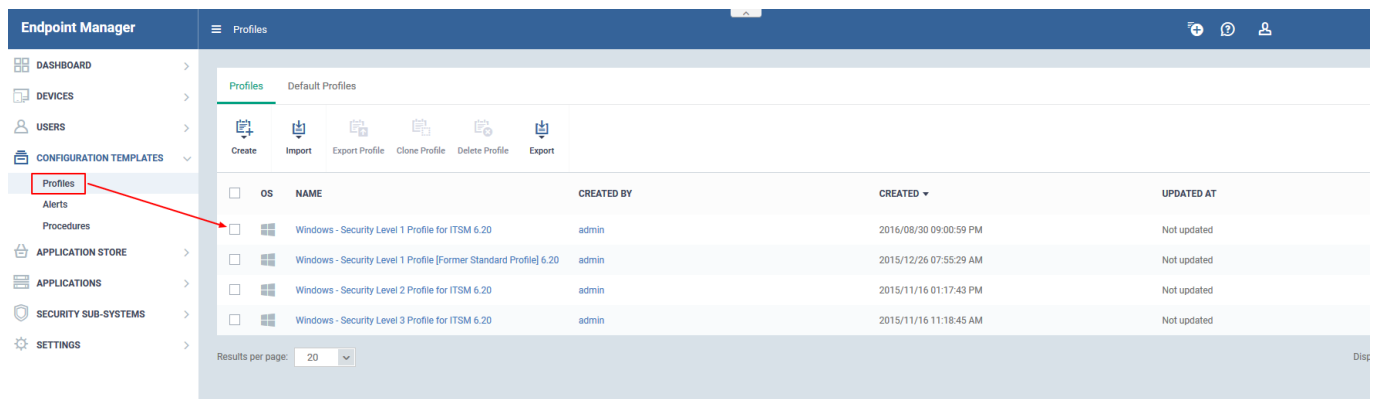 Endpoint Manager
Profiles
DASHBOARD
DEVICES
USERS
CONFIGURATION TEMPLATES
Profiles
Alerts
Procedures
APPLICATION STORE
APPLICATIONS
SECURITY SUB-SYSTEMS
SETTINGS
Profiles Default Profiles
Create Import Export Profile Clone Profile Delete Profile Export
OS NAME CREATED BY CREATED UPDATED AT
Windows - Security Level 1 Profile for ITSM 6.20 admin 2016/08/30 09:00:59 PM Not updated
Windows - Security Level 1 Profile [Former Standard Profile] 6.20 admin 2015/12/26 07:55:29 AM Not updated
Windows - Security Level 2 Profile for ITSM 6.20 admin 2015/11/16 01:17:43 PM Not updated
Windows - Security Level 3 Profile for ITSM 6.20 admin 2015/11/16 11:18:45 AM Not updated
Results per page: 20
Disp